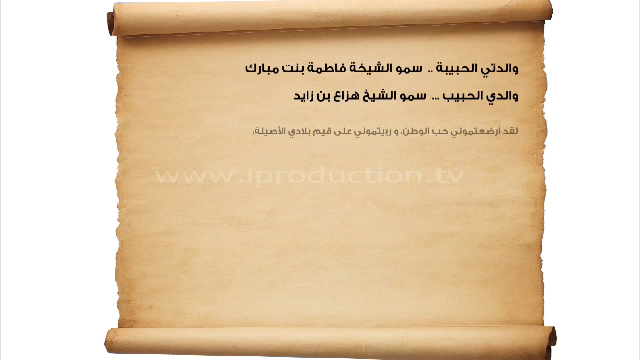 والدتي الحبيبة .. سمو الشيخة فاطمة بنت مبارك
والدي الحبيب ... سمو الشيخ هزاع بن زايد
لقد أرضعتموني حب الوطن، و ربيتموني على قيم بلادي الأصيلة،
www.iproduction.tv